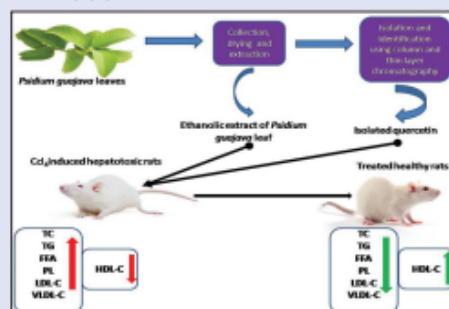 Collection,
drying and
extraction
Isolation and
identification
using column and
thin layer
chromatography
Psidium guajava leaves
Ethanolic extract of Psidium
guajava leaf
Isolated quercetin
Ccl4 induced hepatotoxic rats
Treated healthy rats
TC
TG
FFA
PL
LDL-C
VLDL-C
HDL-C
TC
TG
FFA
PL
LDL-C
VLDL-C
HDL-C